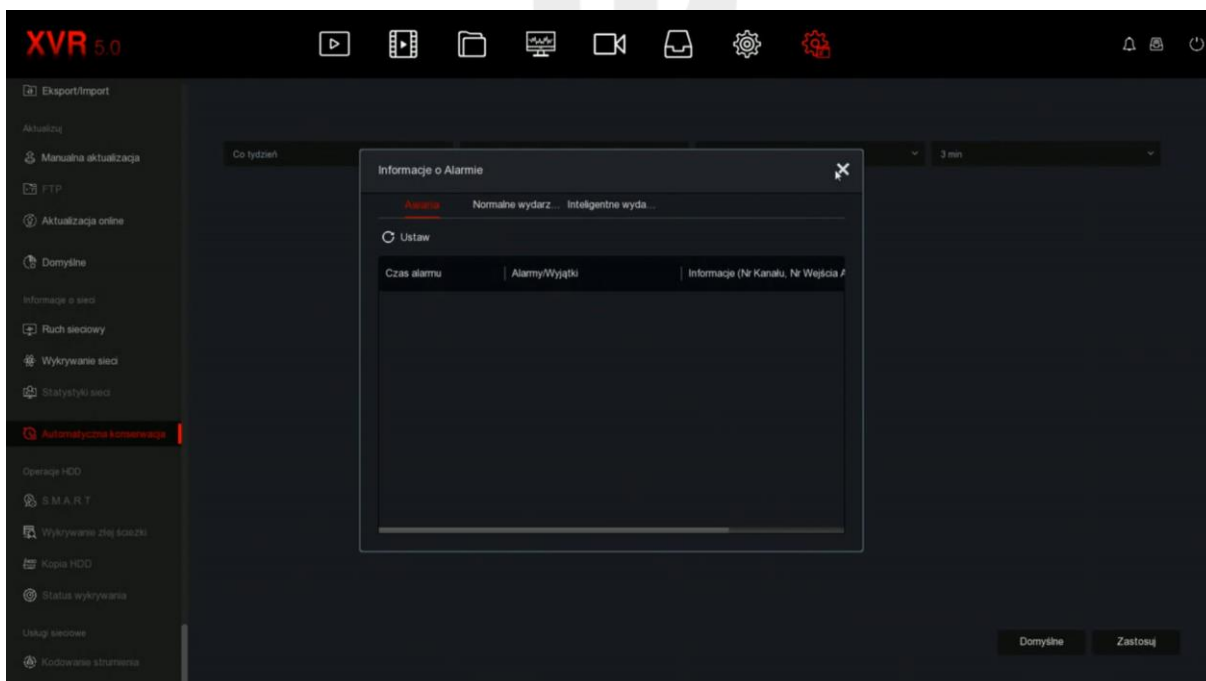 XVR 5.0
Eksport/Import
Aktualizuj
Manualna aktualizacja
FTP
Aktualizacja online
Domyślne
Informacje o sieci
Ruch sieciowy
Wykrywanie sieci
Statystyki sieci
Automatyczna konserwacja
Operacje HDD
S.M.A.R.T
Wykrywanie złej ścieżki
Kopia HDD
Status wykrywania
Usługi sieciowe
Kodowanie strumienia
Co tydzień
3 min
Informacje o Alarmie
Awaria Normalne wydarz... Inteligentne wyda...
Ustaw
Czas alarmu Alarmy/Wyjątki Informacje (Nr Kanału, Nr Wejścia A
Domyślne Zastosuj